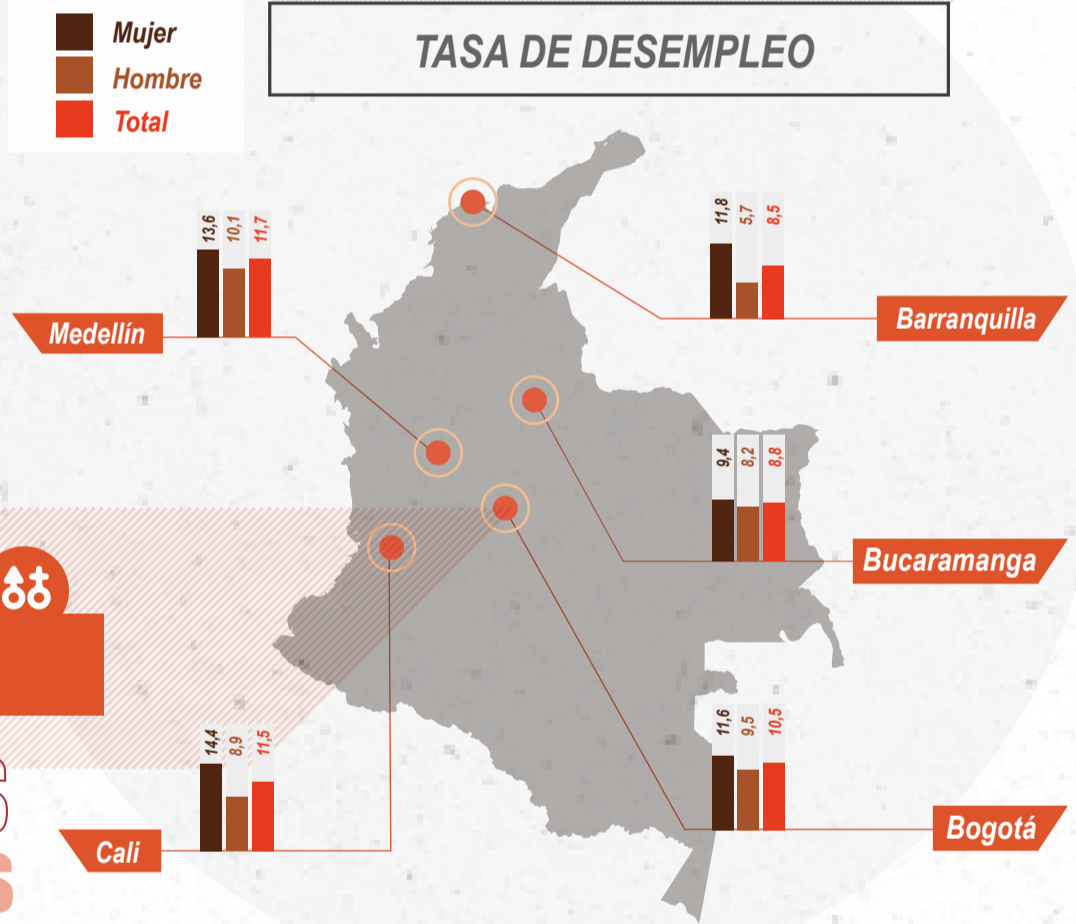 Mujer
Hombre
Total
TASA DE DESEMPLEO
13,6 10,1 11,7
Medellín
11,8 5,7 8,5
Barranquilla
9,4 8,2 8,8
Bucaramanga
14,4 8,9 11,5
Cali
11,6 9,5 10,5
Bogotá